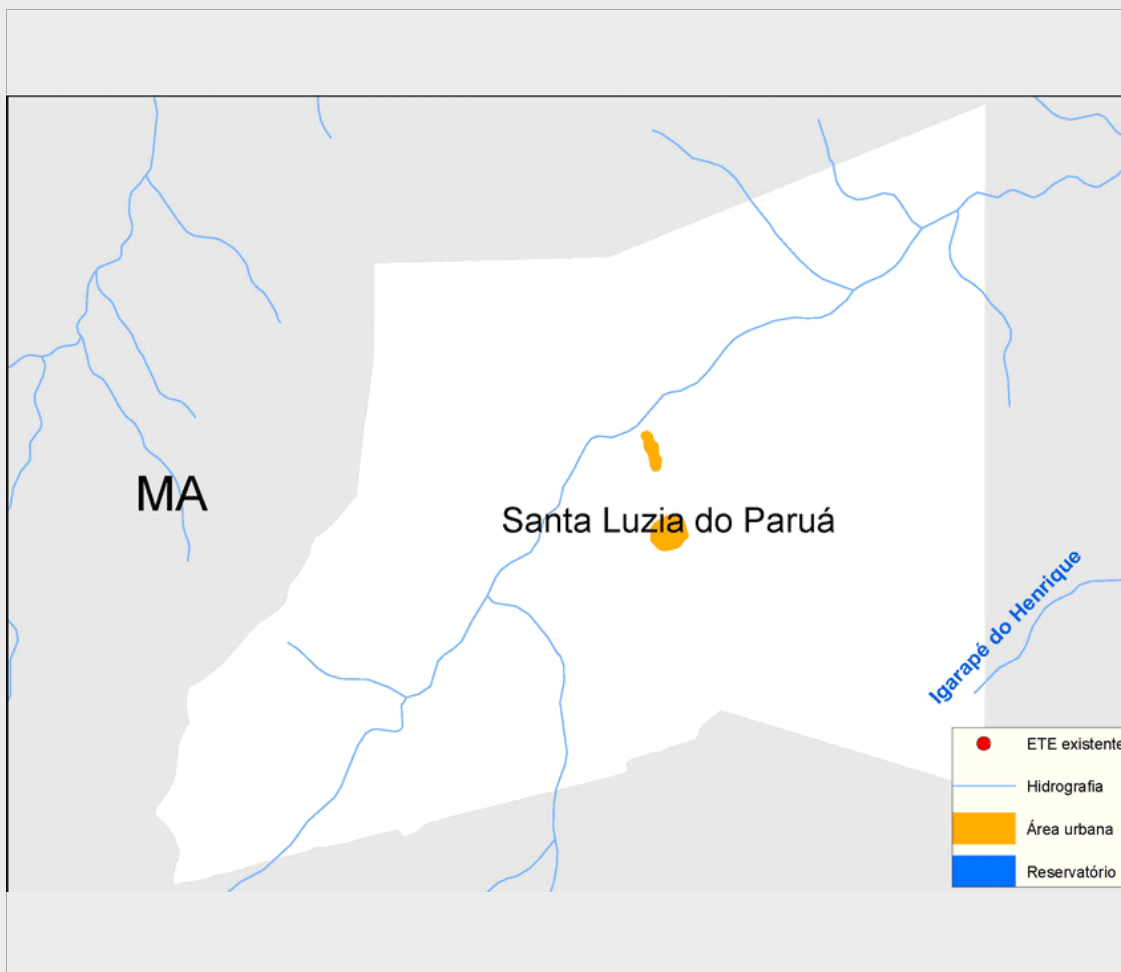 MA
Santa Luzia do Paruá
Igarapé do Henrique
ETE existente
Hidrografia
Área urbana
Reservatório